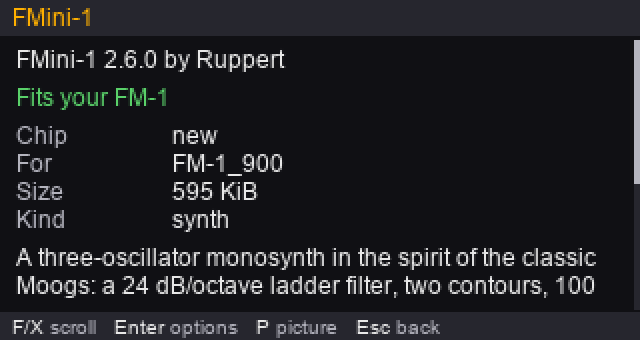 FMini-1
FMini-1 2.6.0 by Ruppert
Fits your FM-1
Chip new
For FM-1_900
Size 595 KiB
Kind synth
A three-oscillator monosynth in the spirit of the classic
Moogs: a 24 dB/octave ladder filter, two contours, 100
F/X scroll Enter options P picture Esc back